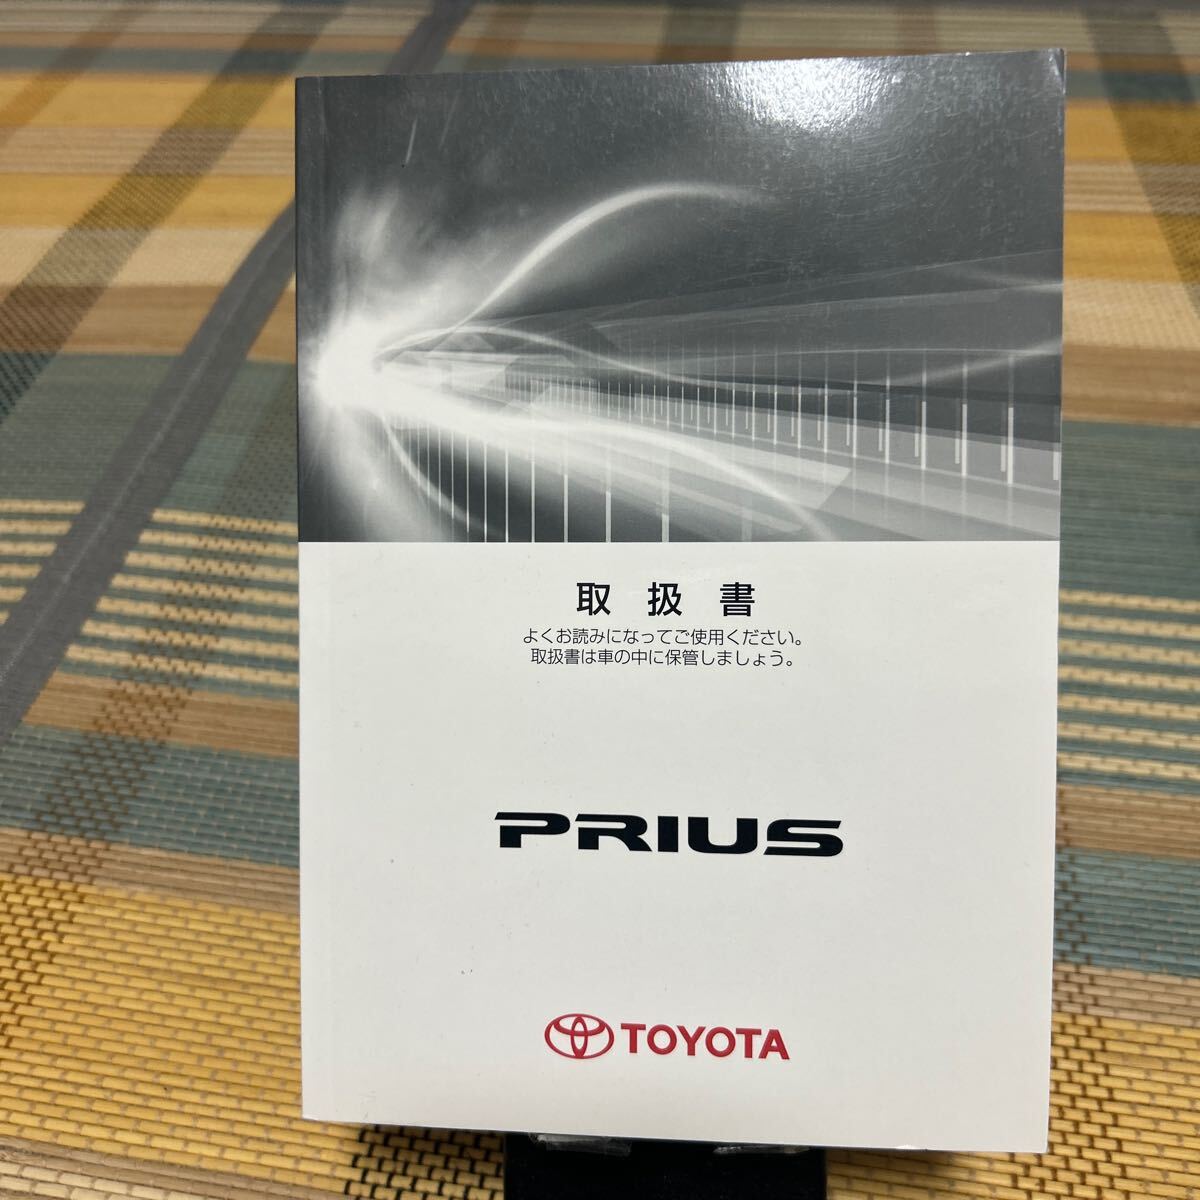 取扱書
よくお読みになってご使用ください。
取扱書は車の中に保管しましょう。
PRIUS
TOYOTA